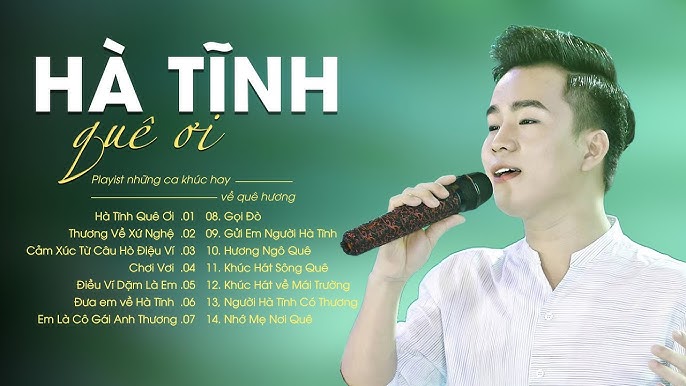 HÀ TĨNH
quê ơi
Playlist những ca khúc hay
về quê hương
Hà Tĩnh Quê Ơi .01
Thương Về Xứ Nghệ .02
Cảm Xúc Từ Câu Hò Điệu Ví .03
Chơi Vơi .04
Điều Ví Dặm Là Em .05
Đưa em về Hà Tĩnh .06
Em Là Cô Gái Anh Thương .07
08. Gọi Đò
09. Gửi Em Người Hà Tĩnh
10. Hương Ngô Quê
11. Khúc Hát Sông Quê
12. Khúc Hát về Mái Trường
13, Người Hà Tĩnh Có Thương
14. Nhớ Mẹ Nơi Quê